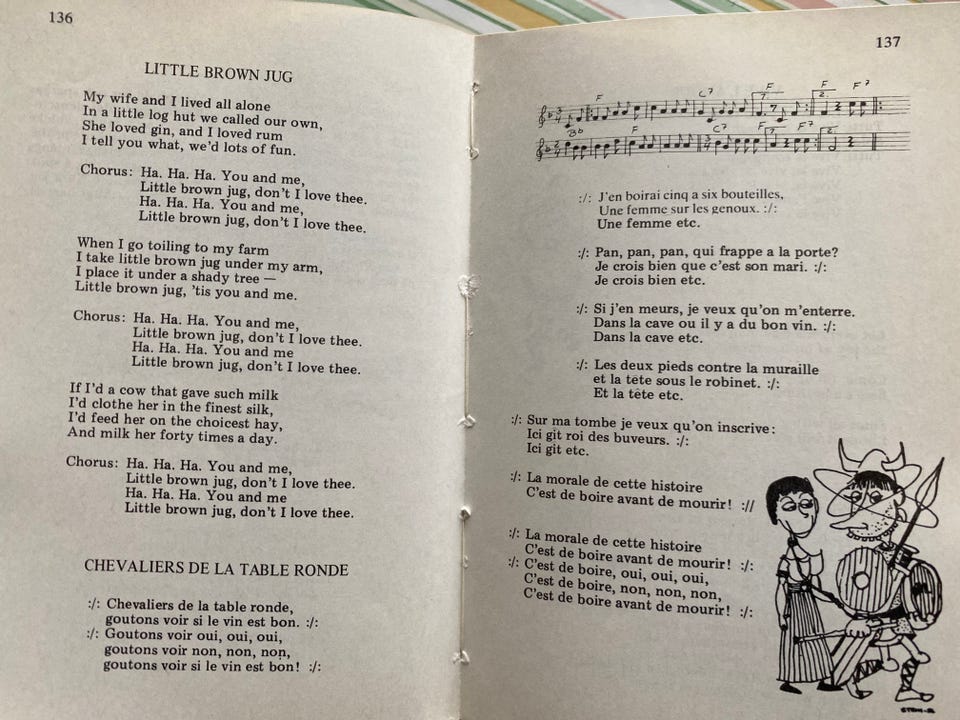 136
LITTLE BROWN JUG
My wife and I lived all alone
In a little log hut we called our own,
She loved gin, and I loved rum
I tell you what, we'd lots of fun.
Chorus: Ha. Ha. Ha. You and me,
Little brown jug, don't I love thee.
Ha. Ha. Ha. You and me,
Little brown jug, don't I love thee.
When I go toiling to my farm
I take little brown jug under my arm,
I place it under a shady tree —
Little brown jug, 'tis you and me.
Chorus: Ha. Ha. Ha. You and me,
Little brown jug, don't I love thee.
Ha. Ha. Ha. You and me
Little brown jug, don't I love thee.
If I'd a cow that gave such milk
I'd clothe her in the finest silk,
I'd feed her on the choicest hay,
And milk her forty times a day.
Chorus: Ha. Ha. Ha. You and me,
Little brown jug, don't I love thee.
Ha. Ha. Ha. You and me
Little brown jug, don't I love thee.
CHEVALIERS DE LA TABLE RONDE
:/: Chevaliers de la table ronde,
goutons voir si le vin est bon. :/:
:/: Goutons voir oui, oui, oui,
goutons voir non, non, non,
goutons voir si le vin est bon! :/:
137
F C7 F F F7
Bb F C7 F F7
:/: J'en boirai cinq a six bouteilles,
Une femme sur les genoux. :/:
Une femme etc.
:/: Pan, pan, pan, qui frappe a la porte?
Je crois bien que c'est son mari. :/:
Je crois bien etc.
:/: Si j'en meurs, je veux qu'on m'enterre.
Dans la cave ou il y a du bon vin. :/:
Dans la cave etc.
:/: Les deux pieds contre la muraille
et la tête sous le robinet. :/:
Et la tête etc.
:/: Sur ma tombe je veux qu'on inscrive:
Ici git roi des buveurs. :/:
Ici git etc.
:/: La morale de cette histoire
C'est de boire avant de mourir! ://
:/: La morale de cette histoire
C'est de boire avant de mourir! :/:
:/: C'est de boire, oui, oui, oui,
C'est de boire, non, non, non,
C'est de boire avant de mourir! :/: